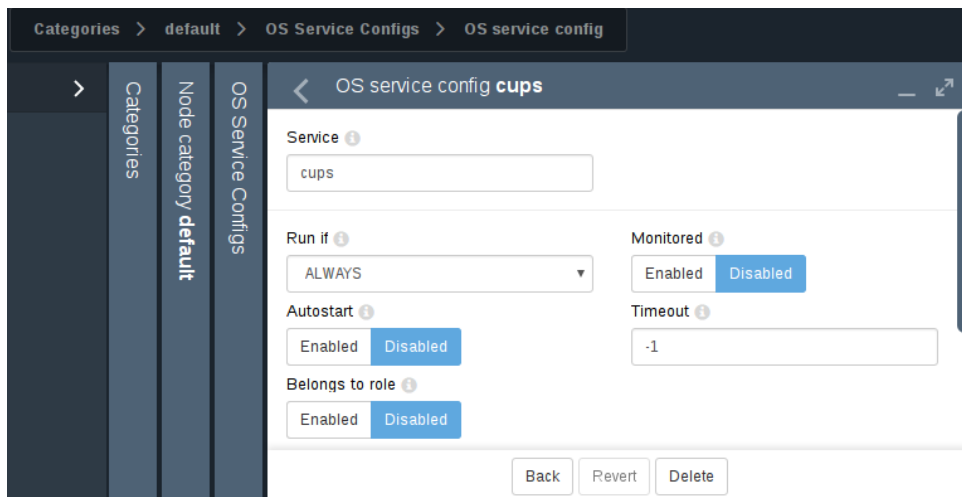 Categories > default > OS Service Configs > OS service config
Categories
Node category default
OS Service Configs
OS service config cups
Service
cups
Run if
Monitored
ALWAYS
Enabled Disabled
Autostart
Timeout
Enabled Disabled
-1
Belongs to role
Enabled Disabled
Back Revert Delete